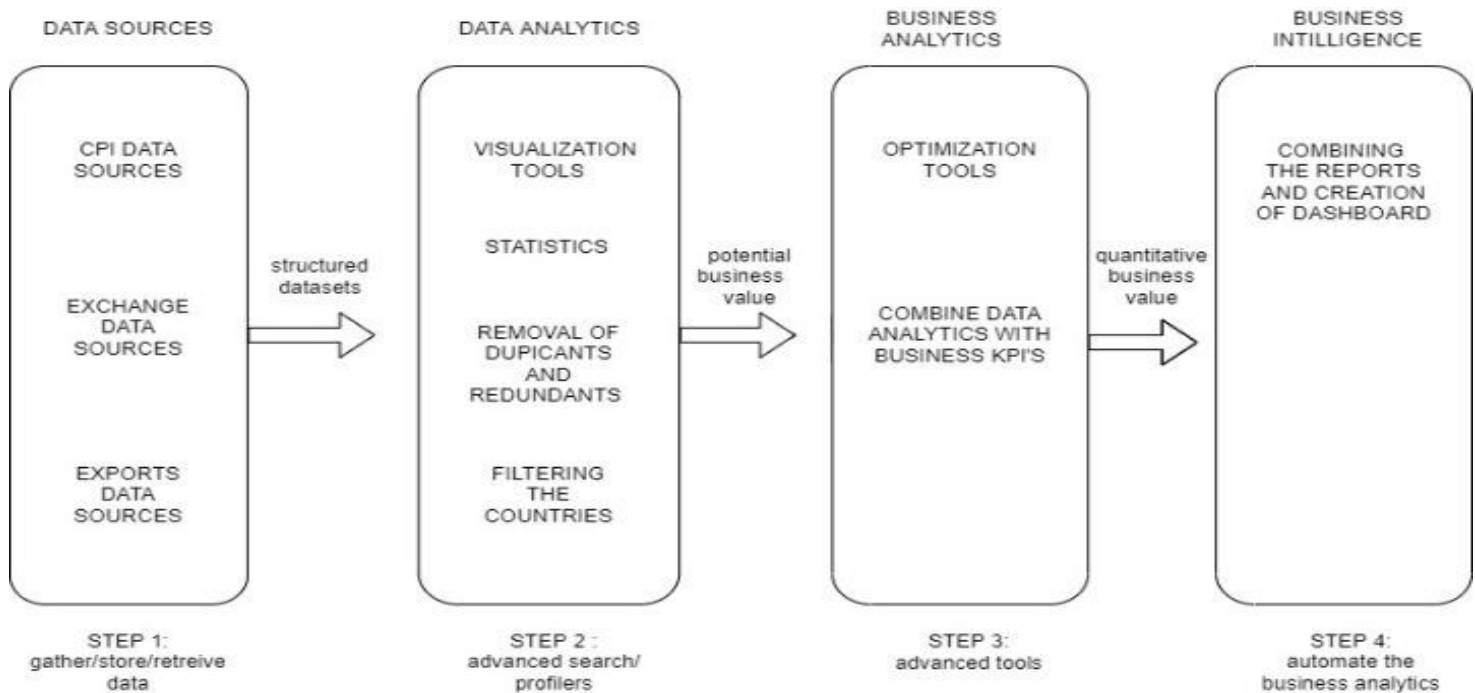 DATA SOURCES
CPI DATA
SOURCES
EXCHANGE
DATA
SOURCES
EXPORTS
DATA
SOURCES
STEP 1:
gather/store/retreive
data
structured
datasets
DATA ANALYTICS
VISUALIZATION
TOOLS
STATISTICS
REMOVAL OF
DUPICANTS
AND
REDUNDANTS
FILTERING
THE
COUNTRIES
STEP 2 :
advanced search/
profilers
potential
business
value
BUSINESS
ANALYTICS
OPTIMIZATION
TOOLS
COMBINE DATA
ANALYTICS WITH
BUSINESS KPI'S
STEP 3:
advanced tools
quantitative
business
value
BUSINESS
INTILLIGENCE
COMBINING
THE REPORTS
AND CREATION
OF DASHBOARD
STEP 4:
automate the
business analytics